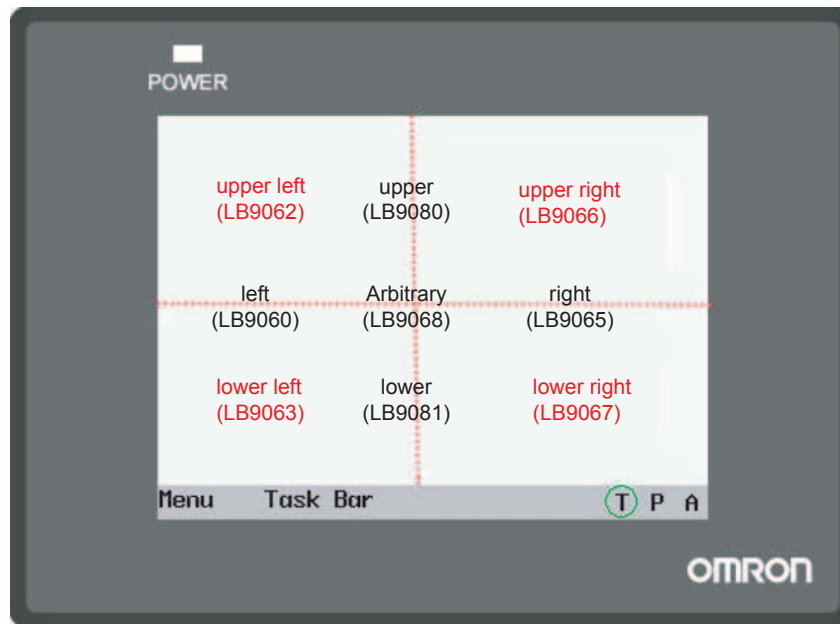 POWER
upper left upper upper right
(LB9062) (LB9080) (LB9066)
left Arbitrary right
(LB9060) (LB9068) (LB9065)
lower left lower lower right
(LB9063) (LB9081) (LB9067)
Menu Task Bar T P A
OMRON